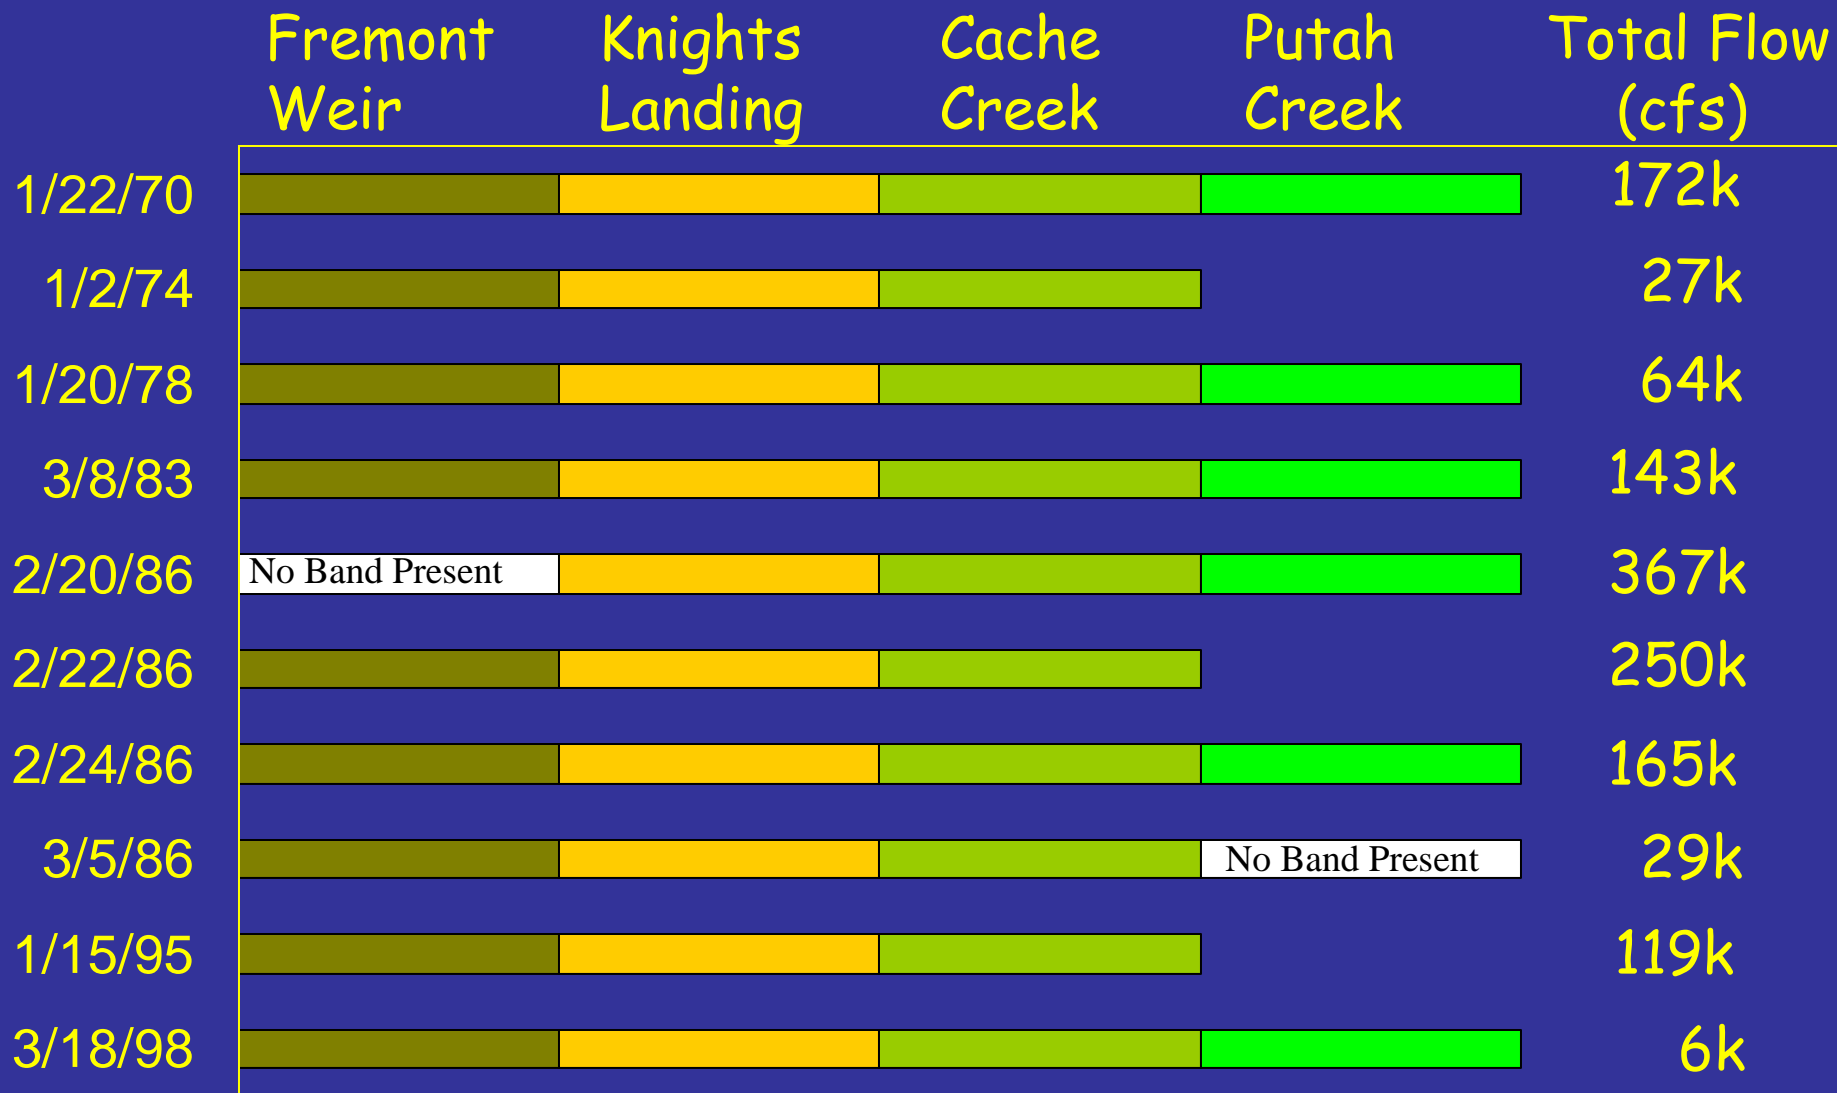 Fremont Weir
Knights Landing
Cache Creek
Putah Creek
Total Flow (cfs)
1/22/70 172k
1/2/74 27k
1/20/78 64k
3/8/83 143k
2/20/86 No Band Present 367k
2/22/86 250k
2/24/86 165k
3/5/86 No Band Present 29k
1/15/95 119k
3/18/98 6k